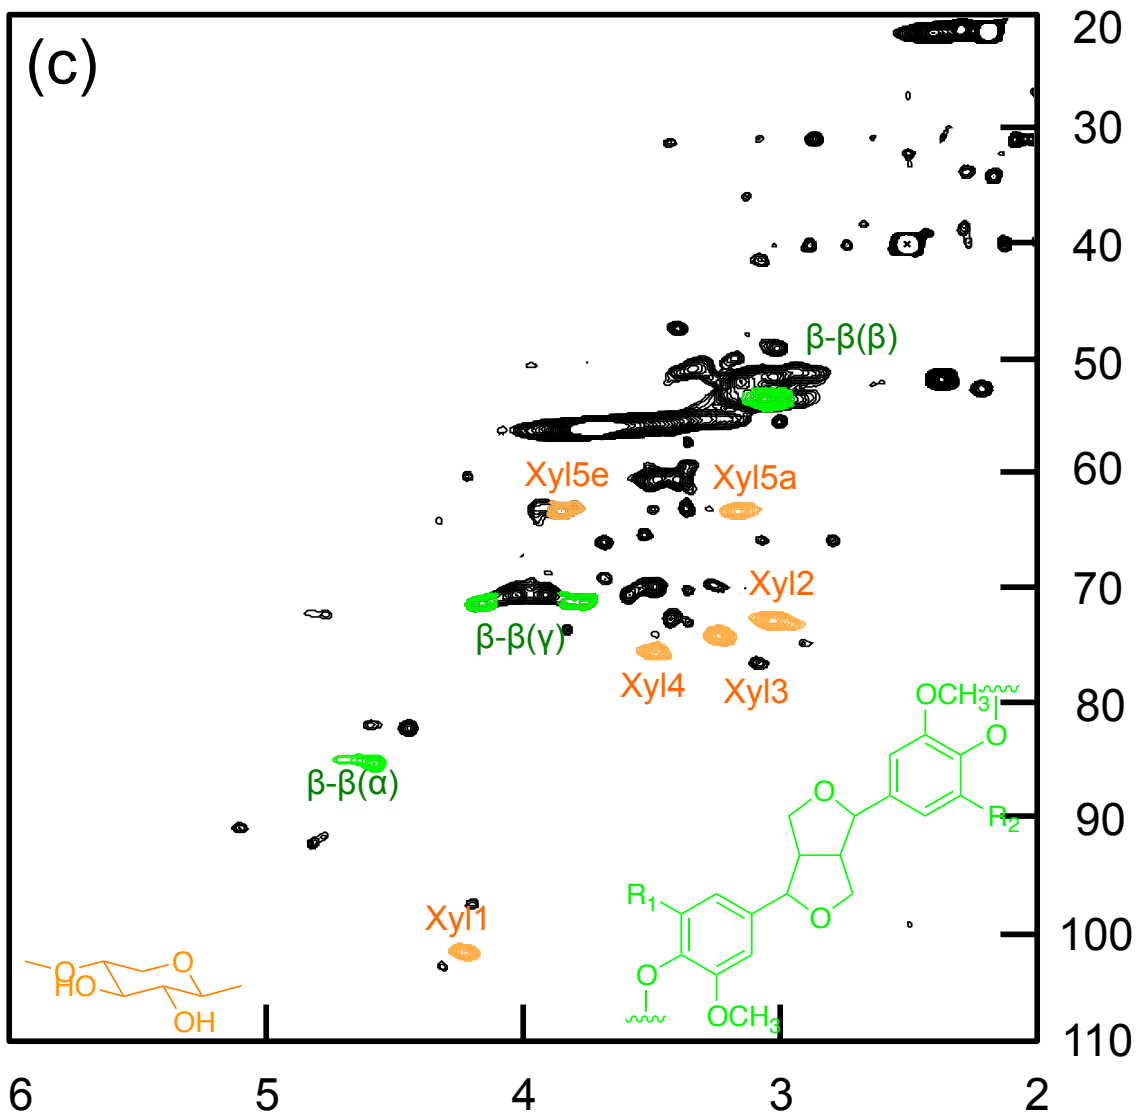 (c)
20
30
40
β-β(β)
50
Xyl5e
Xyl5a
60
Xyl2
70
β-β(γ)
Xyl4
Xyl3
OCH3
80
O
β-β(α)
O
R2
90
R1
Xyl1
O
100
O
O
HO
O
OH
OCH3
110
6
5
4
3
2